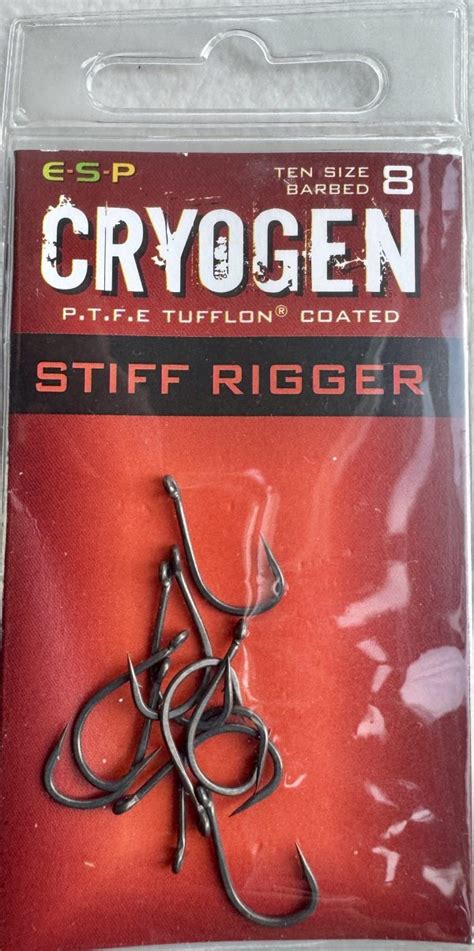 E-S-P
TEN SIZE
BARBED 8
CRYOGEN
P.T.F.E TUFFLON® COATED
STIFF RIGGER